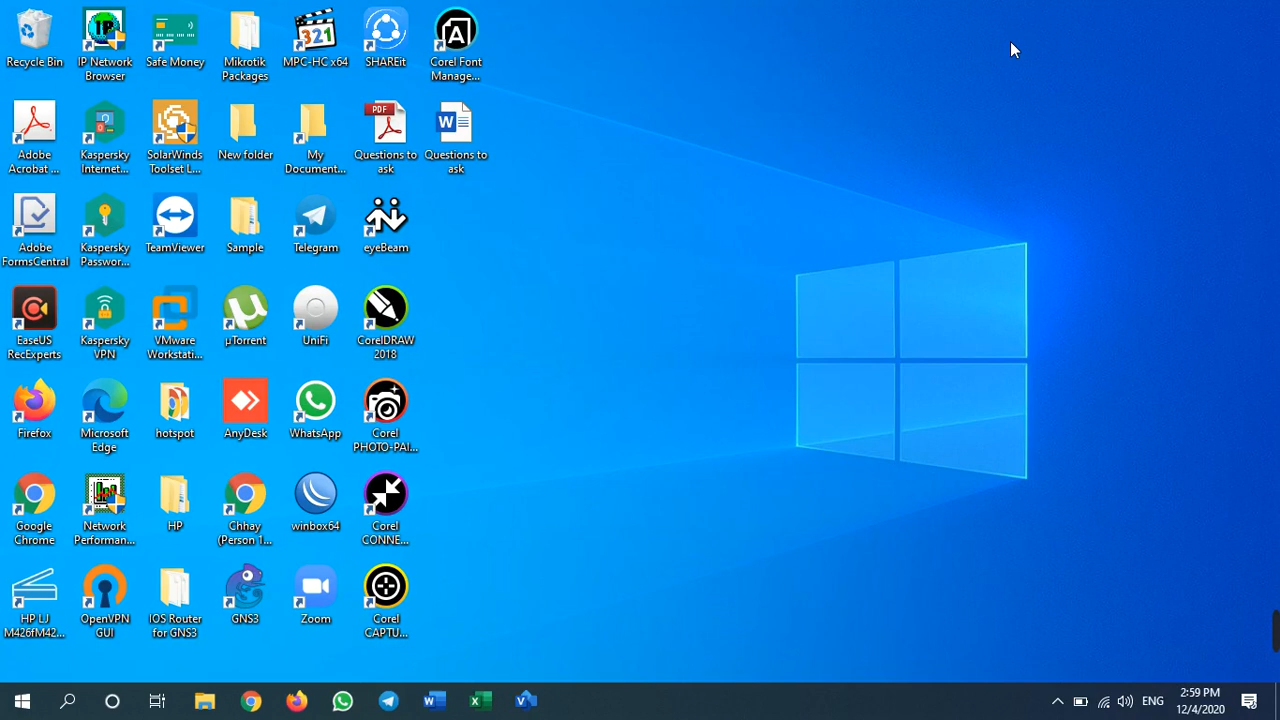 Recycle Bin
IP Network
Browser
Safe Money
Mikrotik
Packages
321
MPC-HC x64
SHAREit
Corel Font
Manage...
Adobe
Acrobat ...
Kaspersky
Internet...
SolarWinds
Toolset L...
New folder
My
Document...
PDF
Questions to
ask
W
Questions to
ask
Adobe
FormsCentral
Kaspersky
Passwor...
TeamViewer
Sample
Telegram
eyeBeam
EaseUS
RecExperts
Kaspersky
VPN
VMware
Workstati...
µTorrent
UniFi
CorelDRAW
2018
Firefox
Microsoft
Edge
hotspot
AnyDesk
WhatsApp
Corel
PHOTO-PAI...
Google
Chrome
Network
Performan...
HP
Chhay
(Person 1...
winbox64
Corel
CONNE...
HP LJ
M426fM42...
OpenVPN
GUI
IOS Router
for GNS3
GNS3
Zoom
Corel
CAPTU...
ENG
2:59 PM
12/4/2020